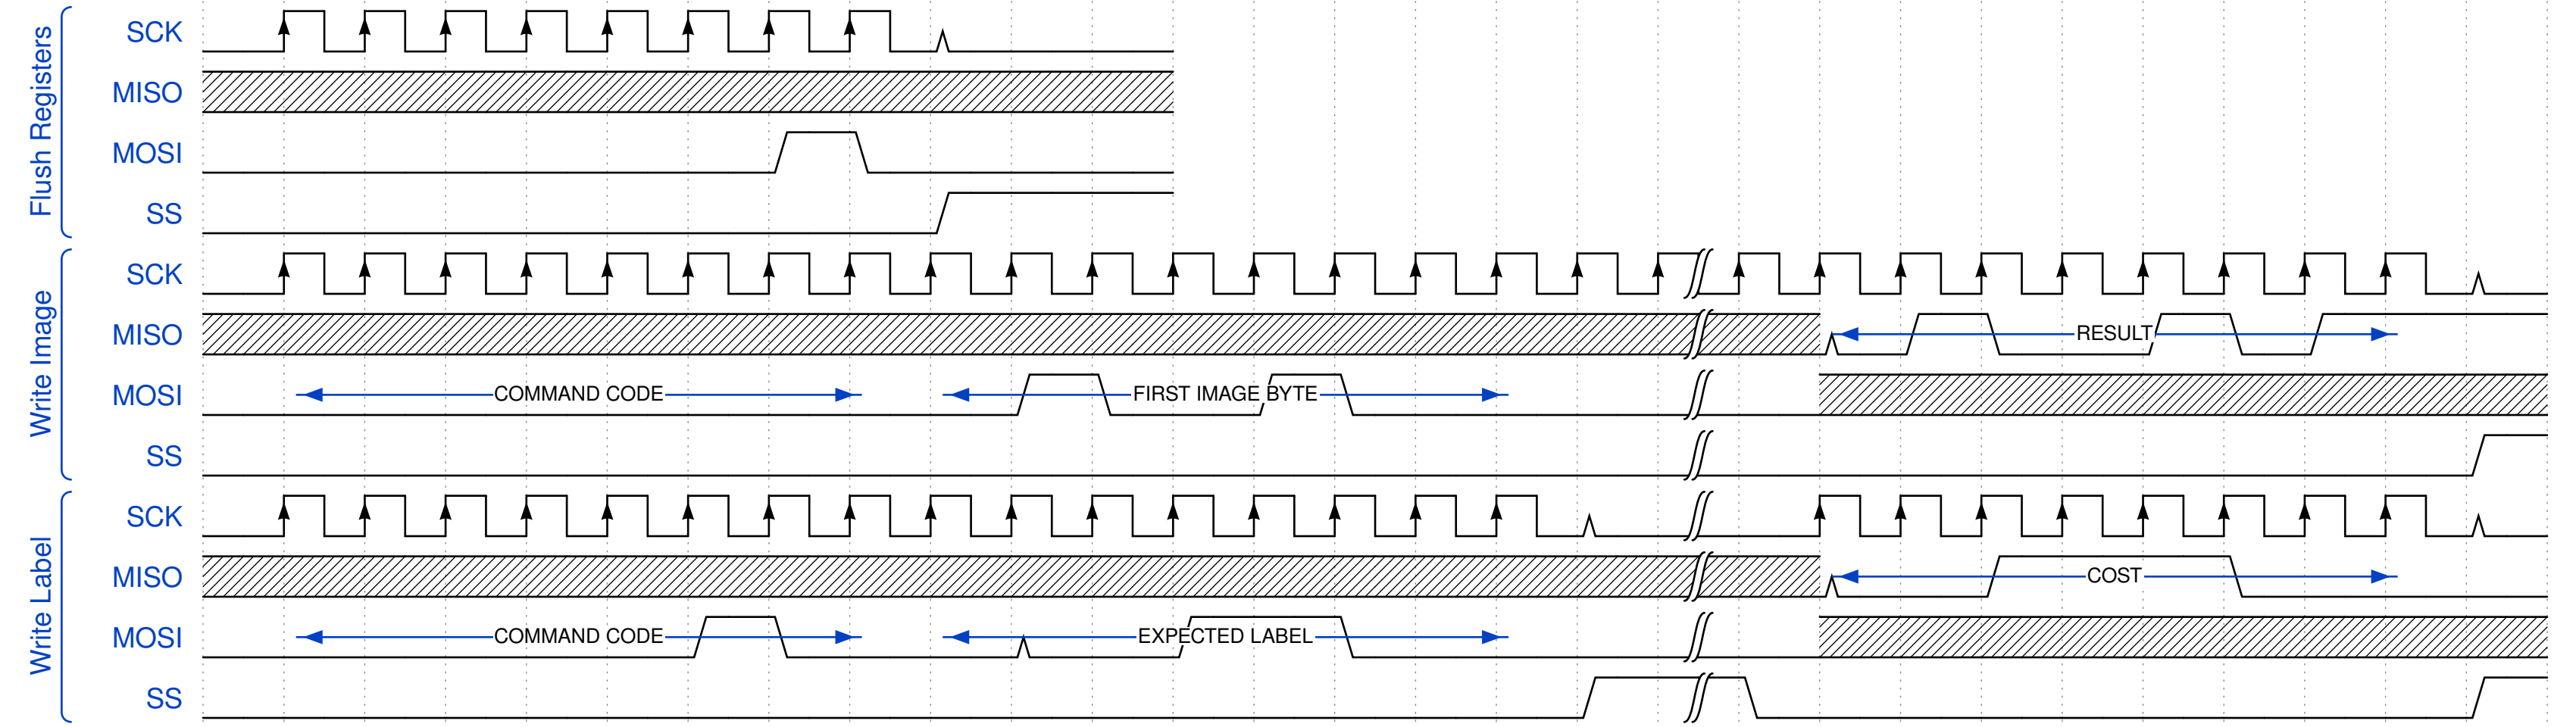 Flush Registers
SCK
MISO
MOSI
SS
Write Image
SCK
MISO
RESULT
MOSI
COMMAND CODE
FIRST IMAGE BYTE
SS
Write Label
SCK
MISO
COST
MOSI
COMMAND CODE
EXPECTED LABEL
SS